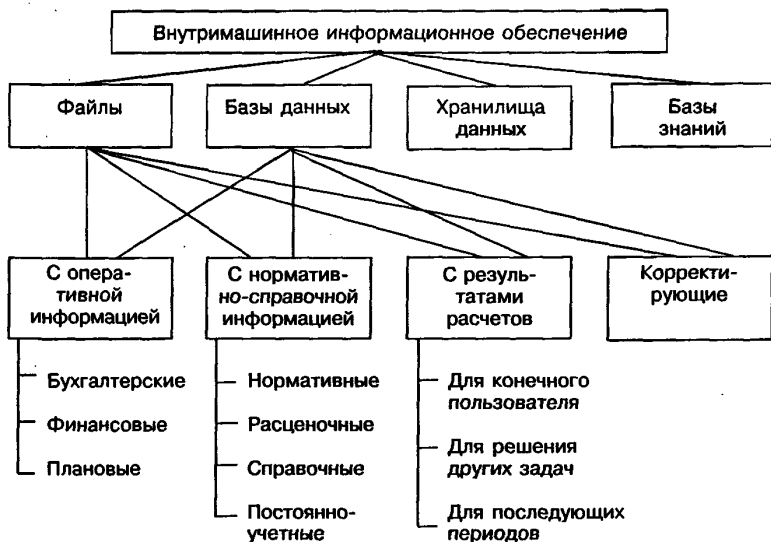 Внутримашинное информационное обеспечение
Файлы
Базы данных
Хранилища
данных
Базы
знаний
С опера-
тивной
информацией
С норматив-
но-справочной
информацией
С резуль-
татами
расчетов
Корректи-
рующие
Бухгалтерские
Финансовые
Плановые
Нормативные
Расценочные
Справочные
Постоянно-
учетные
Для конечного
пользователя
Для решения
других задач
Для последующих
периодов